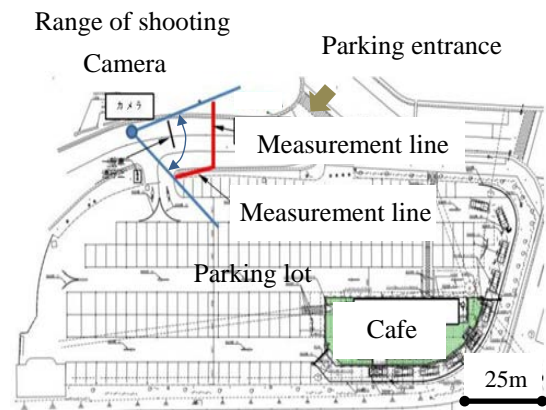 Range of shooting
Camera
Parking entrance
カメラ
Measurement line
Measurement line
Parking lot
Cafe
25m